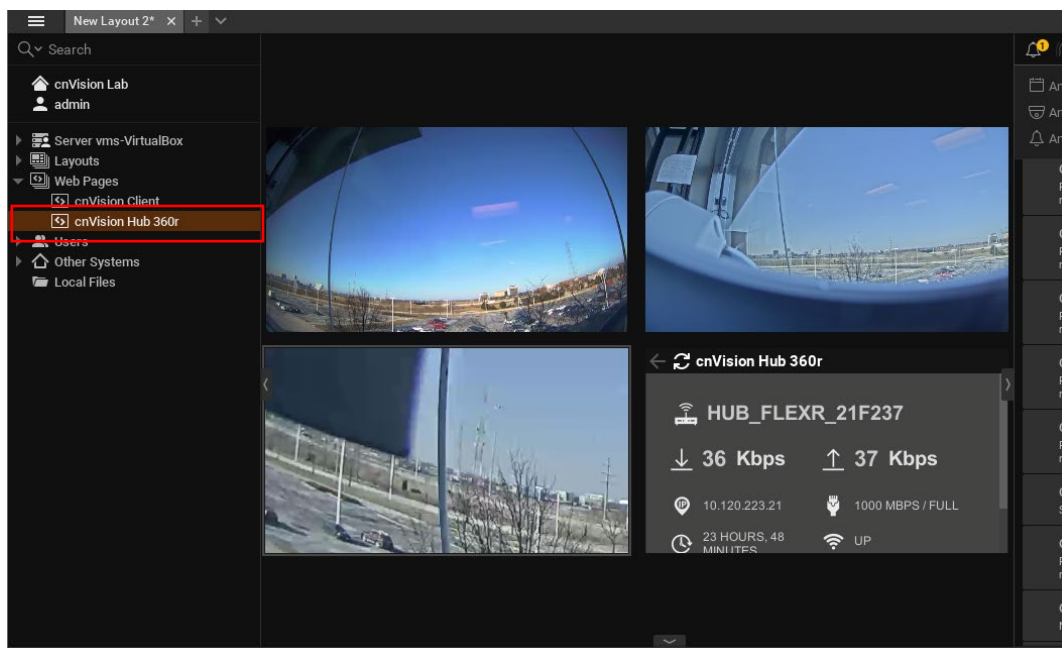 New Layout 2*
Search
cnVision Lab
admin
Server vms-VirtualBox
Layouts
Web Pages
cnVision Client
cnVision Hub 360r
Users
Other Systems
Local Files
cnVision Hub 360r
HUB_FLEXR_21F237
36 Kbps
37 Kbps
IP
10.120.223.21
1000 MBPS / FULL
23 HOURS, 48
MINUTES
UP
1